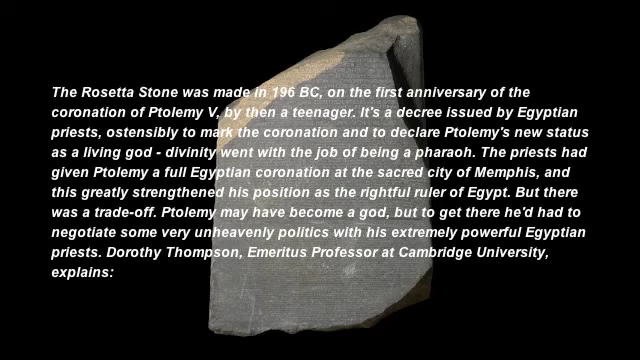 The Rosetta Stone was made in 196 BC, on the first anniversary of the
coronation of Ptolemy V, by then a teenager. It's a decree issued by Egyptian
priests, ostensibly to mark the coronation and to declare Ptolemy's new status
as a living god - divinity went with the job of being a pharaoh. The priests had
given Ptolemy a full Egyptian coronation at the sacred city of Memphis, and
this greatly strengthened his position as the rightful ruler of Egypt. But there
was a trade-off. Ptolemy may have become a god, but to get there he'd had to
negotiate some very unheavenly politics with his extremely powerful Egyptian
priests. Dorothy Thompson, Emeritus Professor at Cambridge University,
explains: